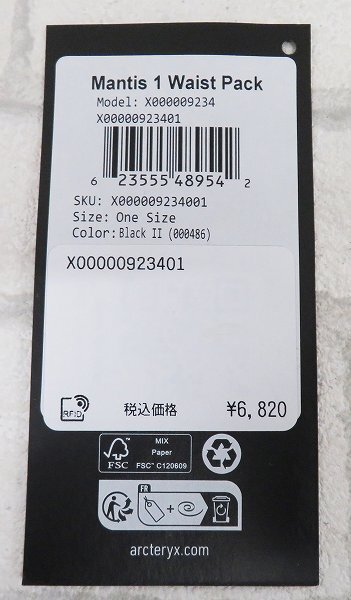 Mantis 1 Waist Pack
Model: X000009234
X00000923401
6 23555 48954 2
SKU: X000009234001
Size: One Size
Color: Black II (000486)
X00000923401
RFID
税込価格 ¥6,820
FSC
MIX
Paper
FSC™ C120609
FR
arcteryx.com